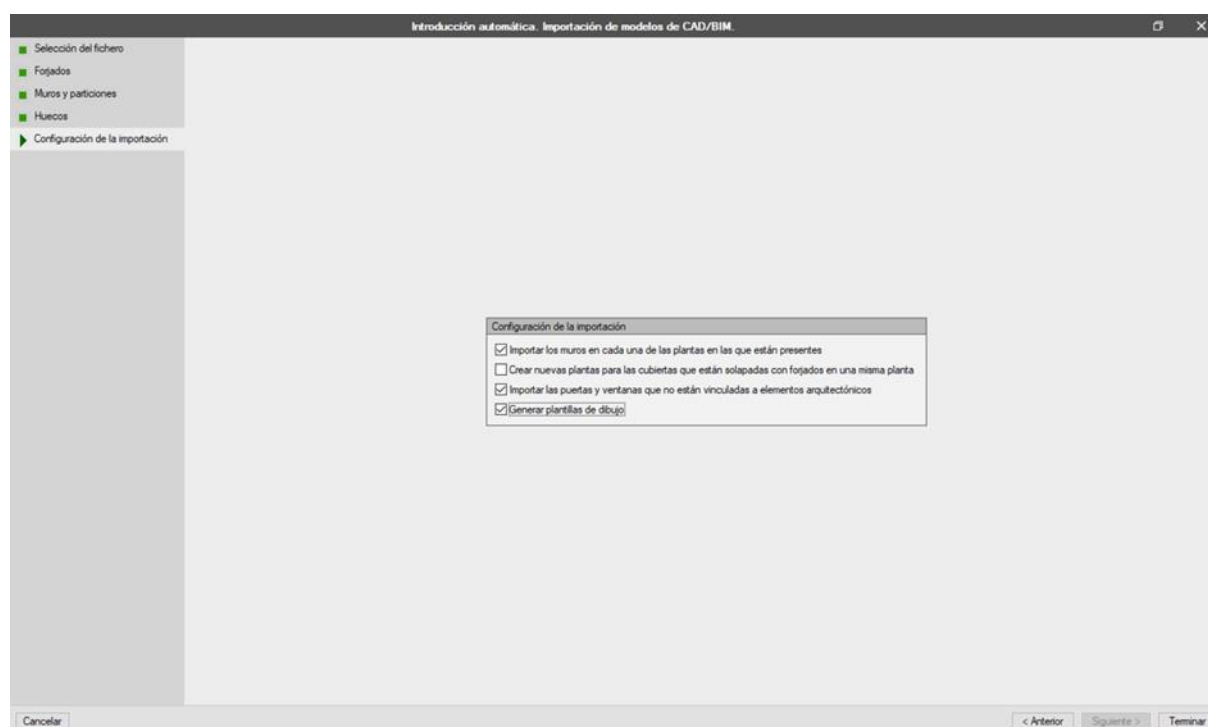 Introducción automática. Importación de modelos de CAD/BIM.
Selección del fichero
Forjados
Muros y particiones
Huecos
Configuración de la importación
Configuración de la importación
Importar los muros en cada una de las plantas en las que están presentes
Crear nuevas plantas para las cubiertas que están solapadas con forjados en una misma planta
Importar las puertas y ventanas que no están vinculadas a elementos arquitectónicos
Generar plantillas de dibujo
Cancelar
< Anterior
Siguiente >
Terminar